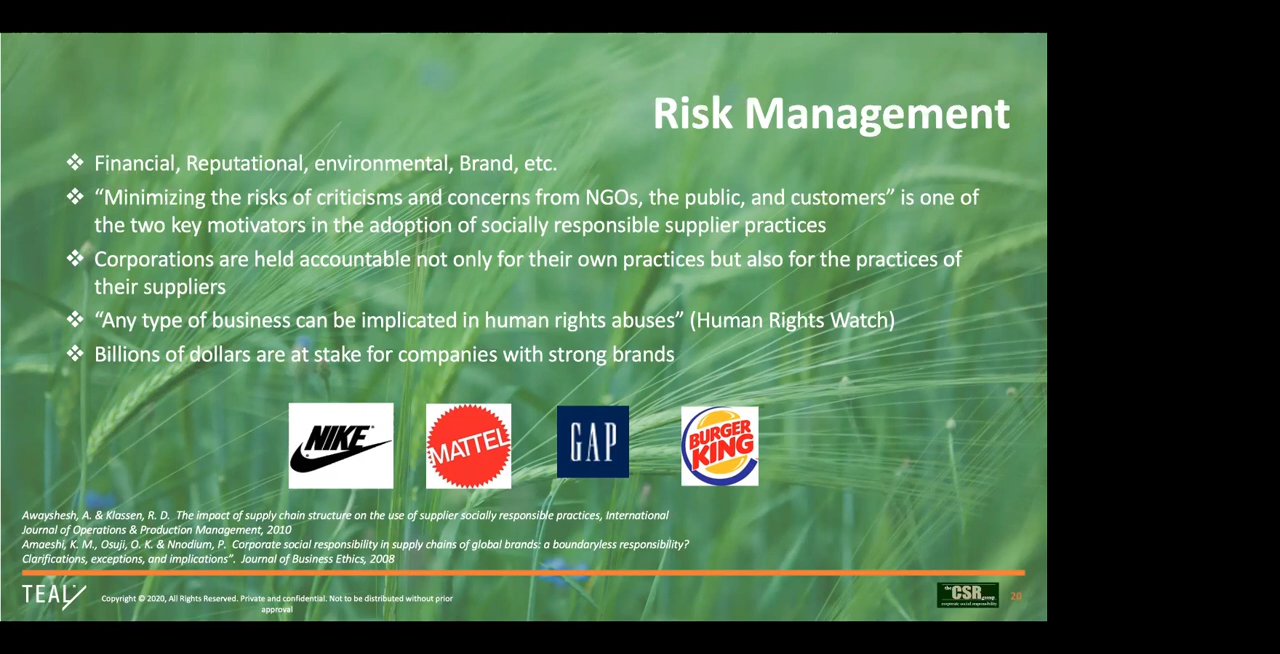 Risk Management
❖ Financial, Reputational, environmental, Brand, etc.
❖ “Minimizing the risks of criticisms and concerns from NGOs, the public, and customers” is one of
the two key motivators in the adoption of socially responsible supplier practices
❖ Corporations are held accountable not only for their own practices but also for the practices of
their suppliers
❖ “Any type of business can be implicated in human rights abuses” (Human Rights Watch)
❖ Billions of dollars are at stake for companies with strong brands
NIKE
MATTEL
GAP
BURGER
KING
Awayshesh, A. & Klassen, R. D. The impact of supply chain structure on the use of supplier socially responsible practices, International
Journal of Operations & Production Management, 2010
Amaeshi, K. M., Osuji, O. K. & Nnodium, P. Corporate social responsibility in supply chains of global brands: a boundaryless responsibility?
Clarifications, exceptions, and implications”. Journal of Business Ethics, 2008
TEAL
Copyright © 2020, All Rights Reserved. Private and confidential. Not to be distributed without prior
approval
the CSR group
corporate social responsibility
20